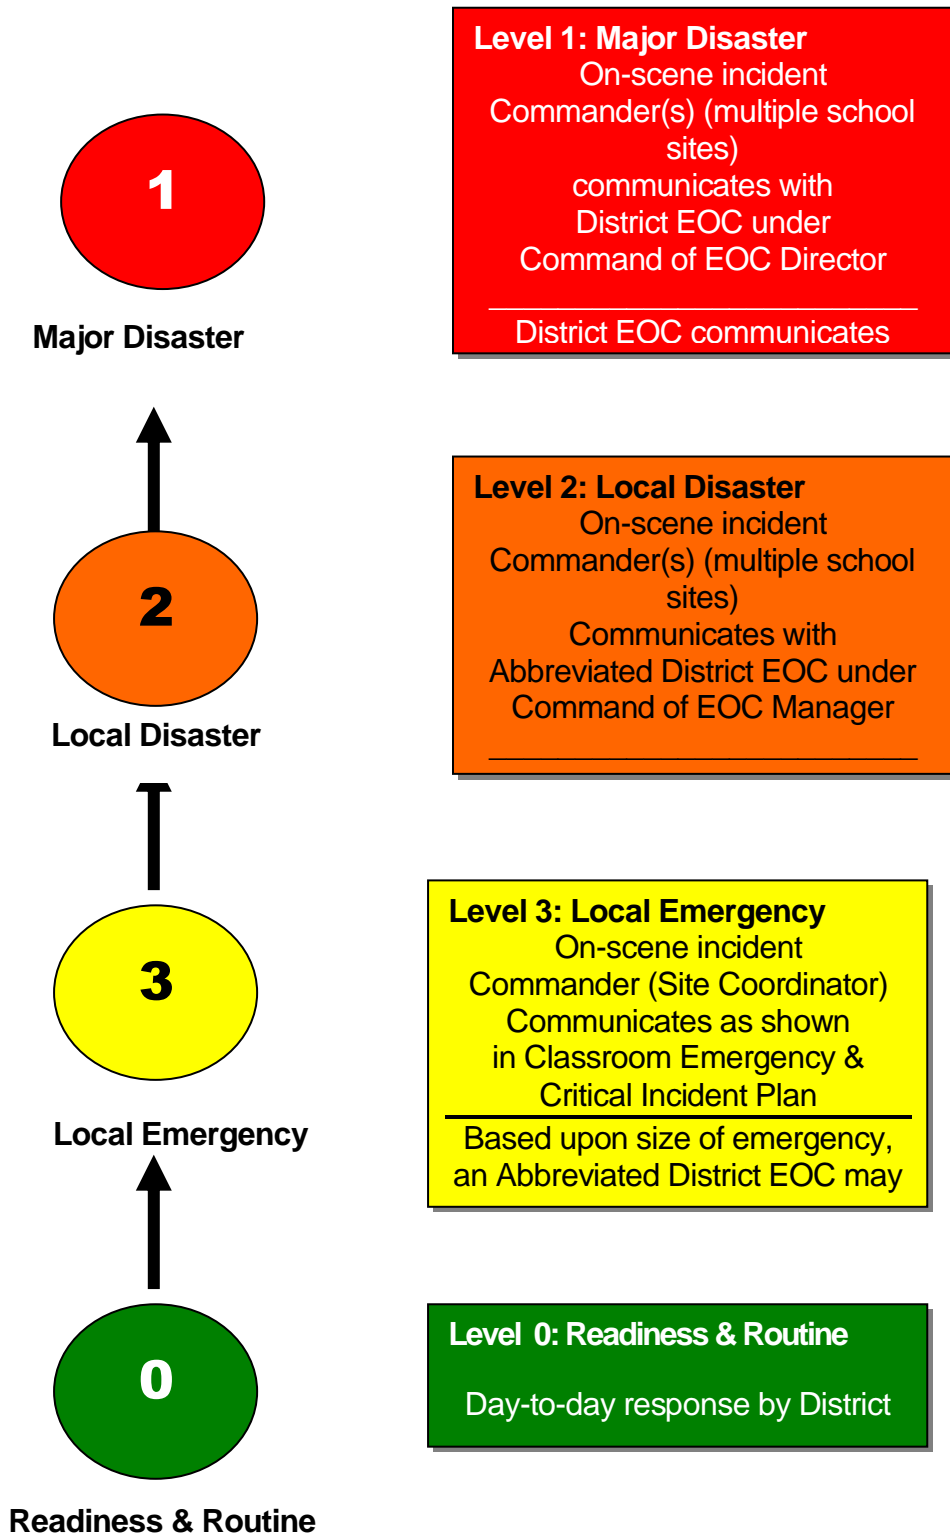 1
Major Disaster
Level 1: Major Disaster
On-scene incident
Commander(s) (multiple school
sites)
communicates with
District EOC under
Command of EOC Director
District EOC communicates
2
Local Disaster
Level 2: Local Disaster
On-scene incident
Commander(s) (multiple school
sites)
Communicates with
Abbreviated District EOC under
Command of EOC Manager
3
Local Emergency
Level 3: Local Emergency
On-scene incident
Commander (Site Coordinator)
Communicates as shown
in Classroom Emergency &
Critical Incident Plan
Based upon size of emergency,
an Abbreviated District EOC may
0
Readiness & Routine
Level 0: Readiness & Routine
Day-to-day response by District